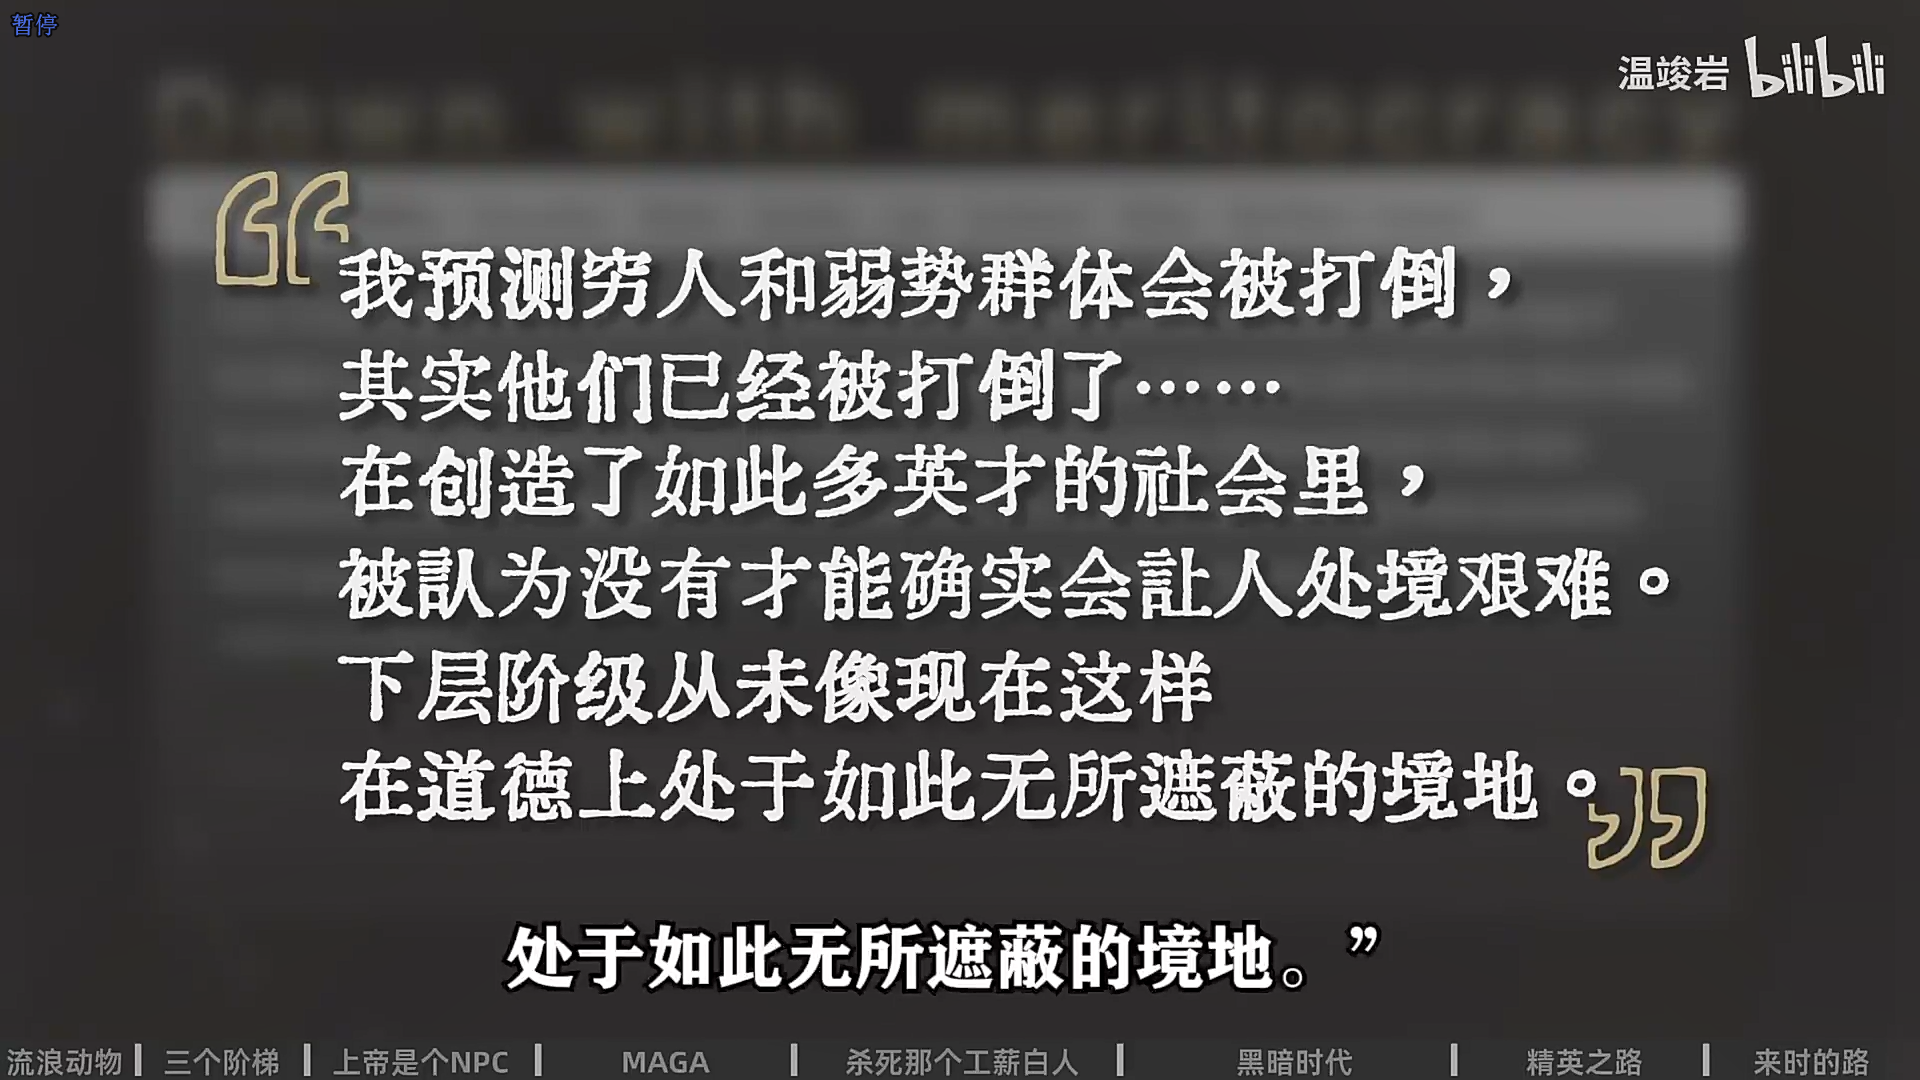 暂停
温竣岩 bilibili
Down with meritocracy
我预测穷人和弱势群体会被打倒，
其实他们已经被打倒了……
在创造了如此多英才的社会里，
被認为没有才能确实会讓人处境艰难。
下层阶级从未像现在这样
在道德上处于如此无所遮蔽的境地。
处于如此无所遮蔽的境地。”
流浪动物 三个阶梯 上帝是个NPC MAGA 杀死那个工薪白人 黑暗时代 精英之路 来时的路